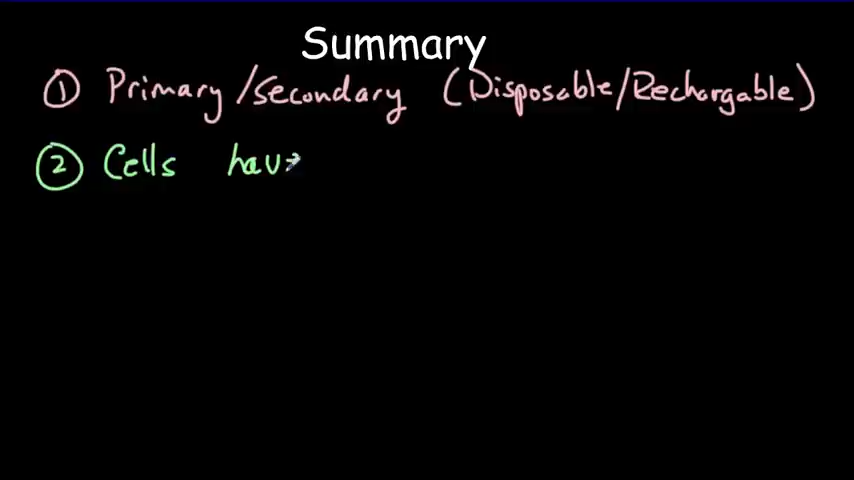 Summary
① Primary/Secondary (Disposable/Rechargable)
② Cells hav